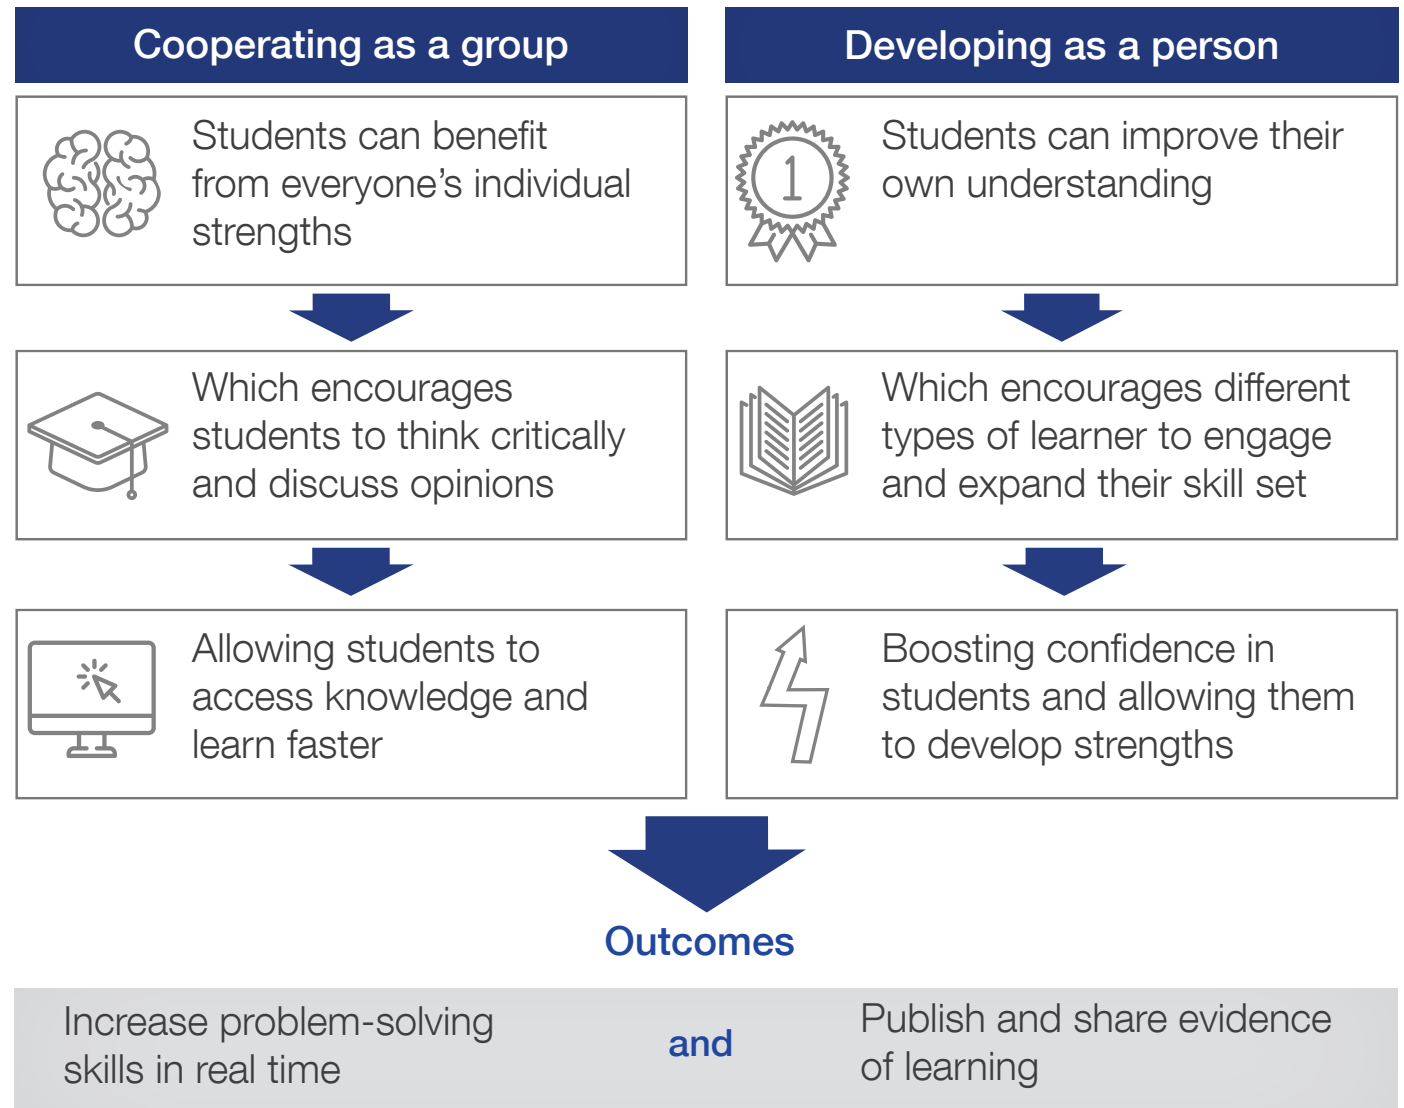 Cooperating as a group
Students can benefit
from everyone’s individual
strengths
Which encourages
students to think critically
and discuss opinions
Allowing students to
access knowledge and
learn faster
Developing as a person
1
Students can improve their
own understanding
Which encourages different
types of learner to engage
and expand their skill set
Boosting confidence in
students and allowing them
to develop strengths
Outcomes
Increase problem-solving
skills in real time
and
Publish and share evidence
of learning